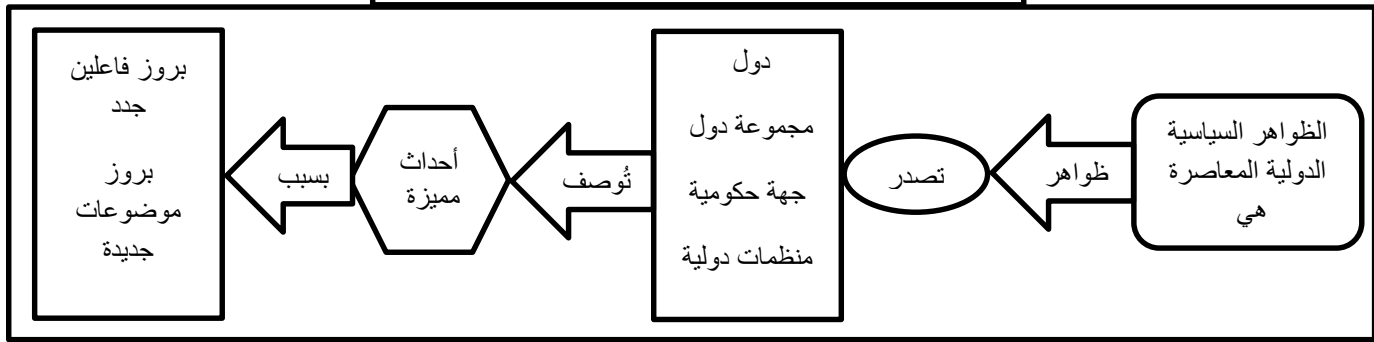 الظواهر السياسية
الدولية المعاصرة
هي
ظواهر
تصدر
دول
مجموعة دول
جهة حكومية
منظمات دولية
تُوصف
أحداث
مميزة
بسبب
بروز فاعلين
جدد
بروز
موضوعات
جديدة